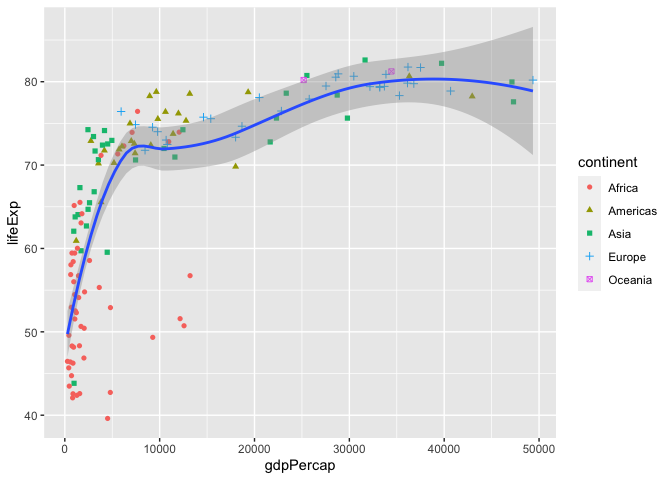 80
70
60
50
40
lifeExp
0 10000 20000 30000 40000 50000
gdpPercap
continent
Africa
Americas
Asia
Europe
Oceania